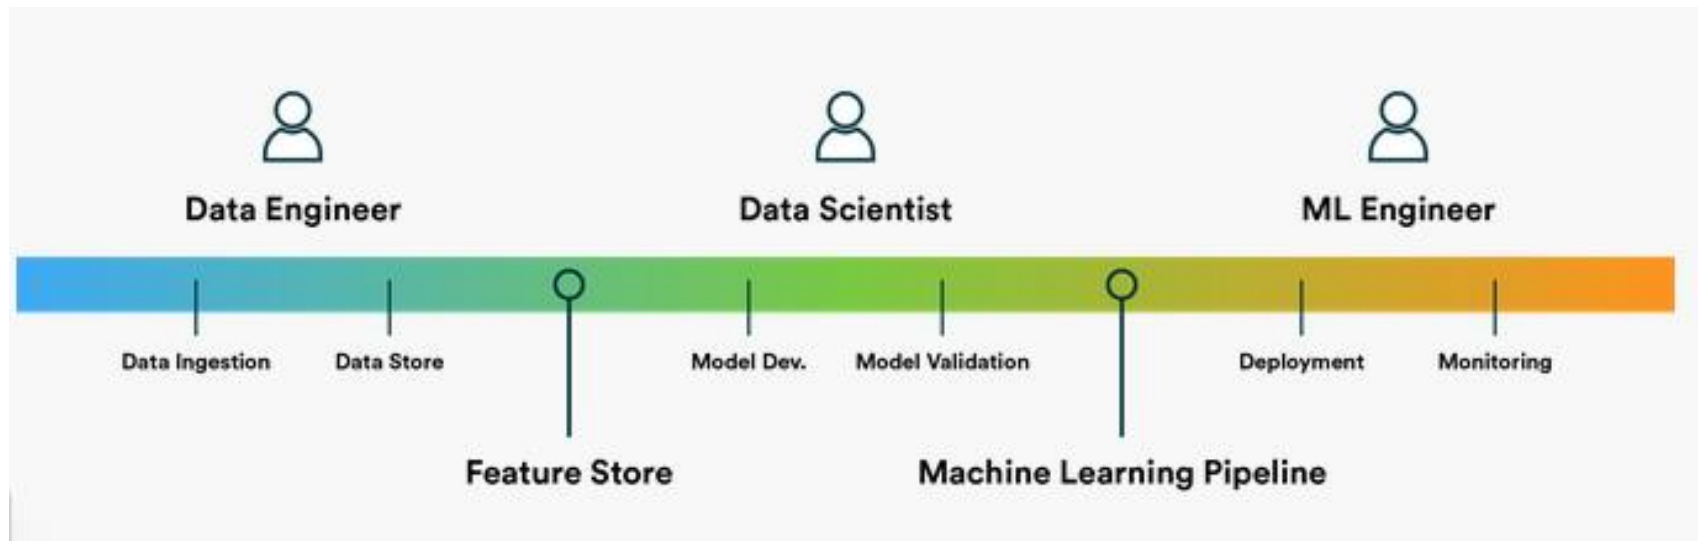 Data Engineer
Data Scientist
ML Engineer
Data Ingestion
Data Store
Model Dev.
Model Validation
Deployment
Monitoring
Feature Store
Machine Learning Pipeline